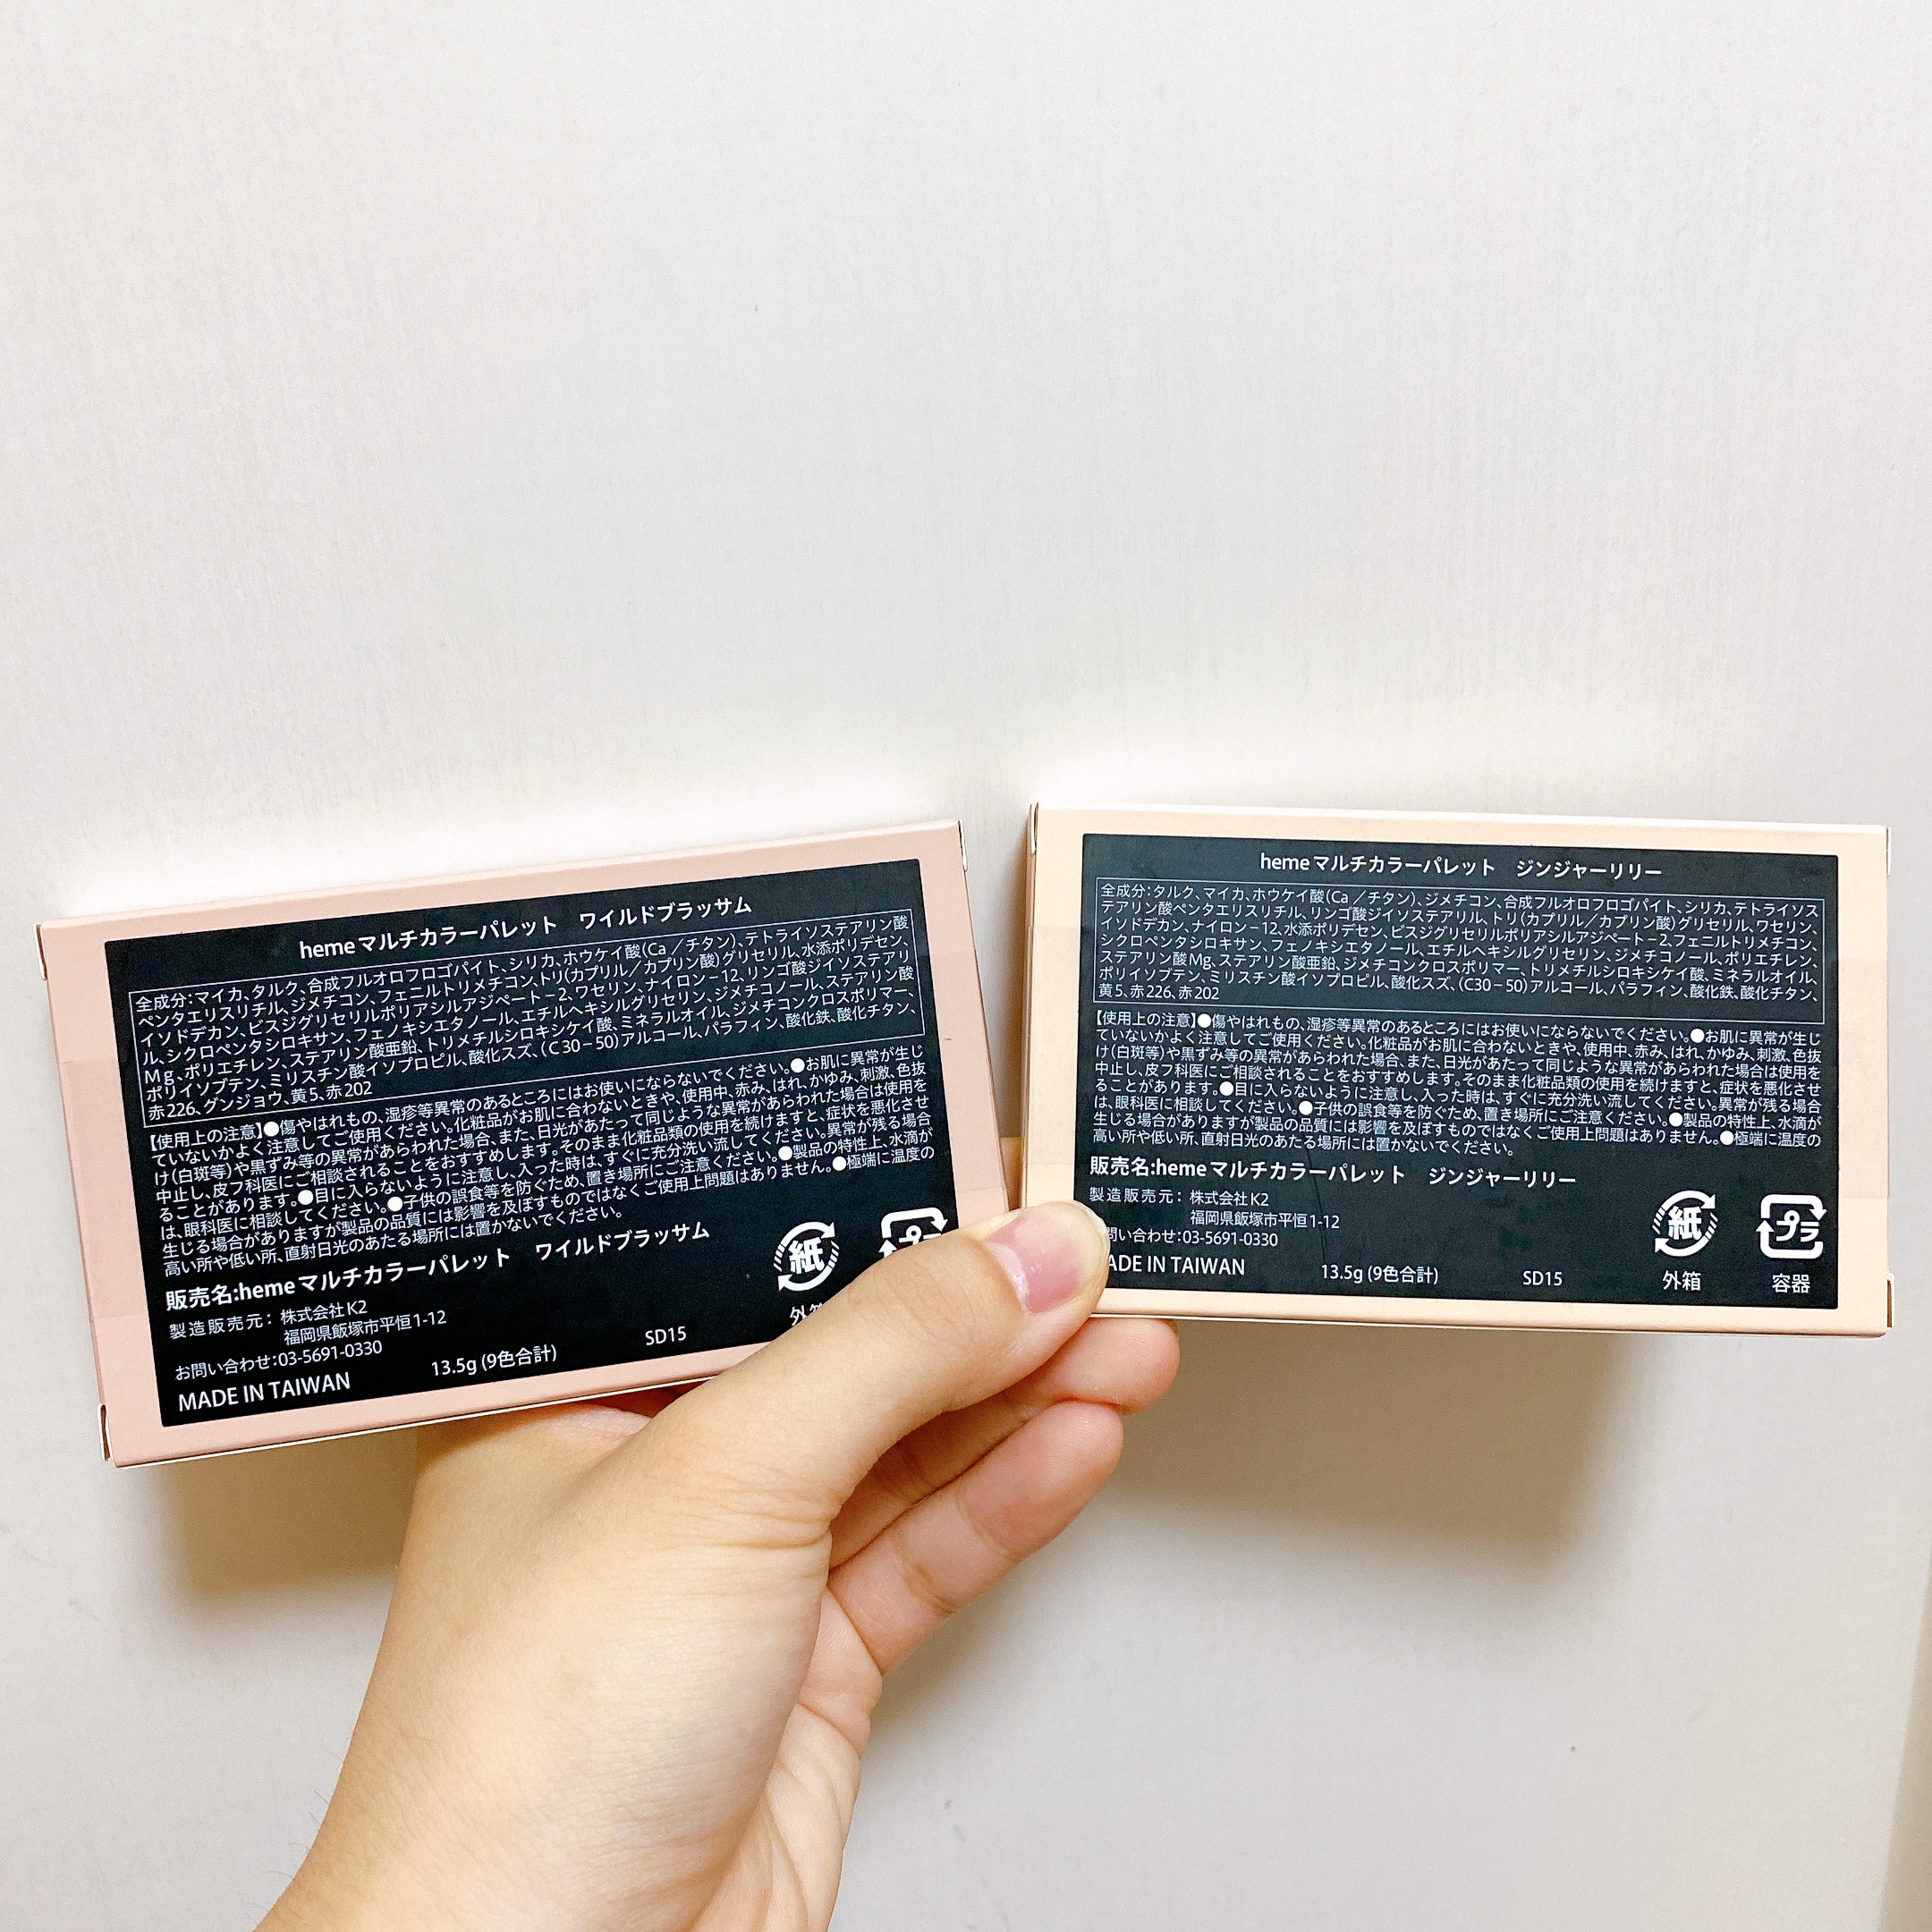 hemeマルチカラーパレット　ワイルドブラッサム
全成分：マイカ、タルク、合成フルオロフロゴパイト、シリカ、ホウケイ酸（Ca／チタン）、テトライソステアリン酸
ペンタエリスリチル、ジメチコン、フェニルトリメチコン、トリ（カプリル／カプリン酸）グリセリル、水添ポリデセン、
イソドデカン、ビスジグリセリルポリアシルアジペート－2、ワセリン、ナイロン－12、リンゴ酸ジイソステアリ
ル、シクロペンタシロキサン、フェノキシエタノール、エチルヘキシルグリセリン、ジメチコノール、ステアリン酸
Mg、ポリエチレン、ステアリン酸亜鉛、トリメチルシロキシケイ酸、ミネラルオイル、ジメチコンクロスポリマー、
ポリイソブテン、ミリスチン酸イソプロピル、酸化スズ、（C30－50）アルコール、パラフィン、酸化鉄、酸化チタン、
赤226、グンジョウ、黄5、赤202
【使用上の注意】●傷やはれもの、湿疹等異常のあるところにはお使いにならないでください。●お肌に異常が生じ
ていないかよく注意してご使用ください。化粧品がお肌に合わないときや、使用中、赤み、はれ、かゆみ、刺激、色抜
け（白斑等）や黒ずみ等の異常があらわれた場合、また、日光があたって同じような異常があらわれた場合は使用を
中止し、皮フ科医にご相談されることをおすすめします。そのまま化粧品類の使用を続けますと、症状を悪化させ
ることがあります。●目に入らないように注意し、入った時は、すぐに充分洗い流してください。異常が残る場合
は、眼科医に相談してください。●子供の誤食等を防ぐため、置き場所にご注意ください。●製品の特性上、水滴が
生じる場合がありますが製品の品質には影響を及ぼすものではなくご使用上問題はありません。●極端に温度の
高い所や低い所、直射日光のあたる場所には置かないでください。
販売名:hemeマルチカラーパレット　ワイルドブラッサム
製造販売元：株式会社K2
福岡県飯塚市平恒1-12
お問い合わせ：03-5691-0330
MADE IN TAIWAN　13.5g (9色合計)　SD15
紙
外
プラ
hemeマルチカラーパレット　ジンジャーリリー
全成分：タルク、マイカ、ホウケイ酸（Ca／チタン）、ジメチコン、合成フルオロフロゴパイト、シリカ、テトライソス
テアリン酸ペンタエリスリチル、リンゴ酸ジイソステアリル、トリ（カプリル／カプリン酸）グリセリル、ワセリン、
イソドデカン、ナイロン－12、水添ポリデセン、ビスジグリセリルポリアシルアジペート－2、フェニルトリメチコン、
シクロペンタシロキサン、フェノキシエタノール、エチルヘキシルグリセリン、ジメチコノール、ポリエチレン、
ステアリン酸Mg、ステアリン酸亜鉛、ジメチコンクロスポリマー、トリメチルシロキシケイ酸、ミネラルオイル、
ポリイソブテン、ミリスチン酸イソプロピル、酸化スズ、（C30－50）アルコール、パラフィン、酸化鉄、酸化チタン、
黄5、赤226、赤202
【使用上の注意】●傷やはれもの、湿疹等異常のあるところにはお使いにならないでください。●お肌に異常が生じ
ていないかよく注意してご使用ください。化粧品がお肌に合わないときや、使用中、赤み、はれ、かゆみ、刺激、色抜
け（白斑等）や黒ずみ等の異常があらわれた場合、また、日光があたって同じような異常があらわれた場合は使用を
中止し、皮フ科医にご相談されることをおすすめします。そのまま化粧品類の使用を続けますと、症状を悪化させ
ることがあります。●目に入らないように注意し、入った時は、すぐに充分洗い流してください。異常が残る場合
は、眼科医に相談してください。●子供の誤食等を防ぐため、置き場所にご注意ください。●製品の特性上、水滴が
生じる場合がありますが製品の品質には影響を及ぼすものではなくご使用上問題はありません。●極端に温度の
高い所や低い所、直射日光のあたる場所には置かないでください。
販売名:hemeマルチカラーパレット　ジンジャーリリー
製造販売元：株式会社K2
福岡県飯塚市平恒1-12
問い合わせ：03-5691-0330
ADE IN TAIWAN　13.5g (9色合計)　SD15
紙
外箱
プラ
容器